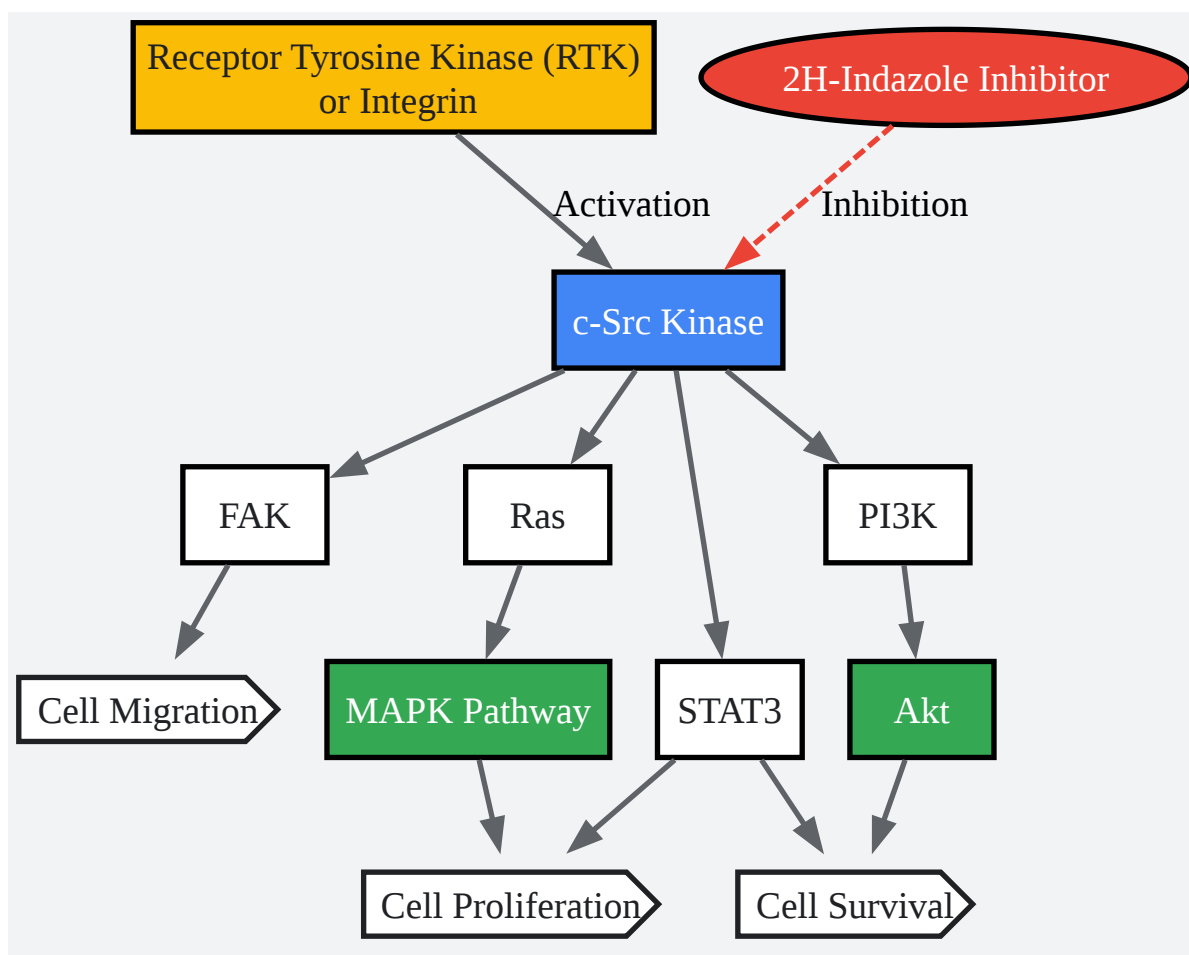 Receptor Tyrosine Kinase (RTK)
or Integrin
2H-Indazole Inhibitor
Activation
Inhibition
c-Src Kinase
FAK
Ras
PI3K
Cell Migration
MAPK Pathway
STAT3
Akt
Cell Proliferation
Cell Survival